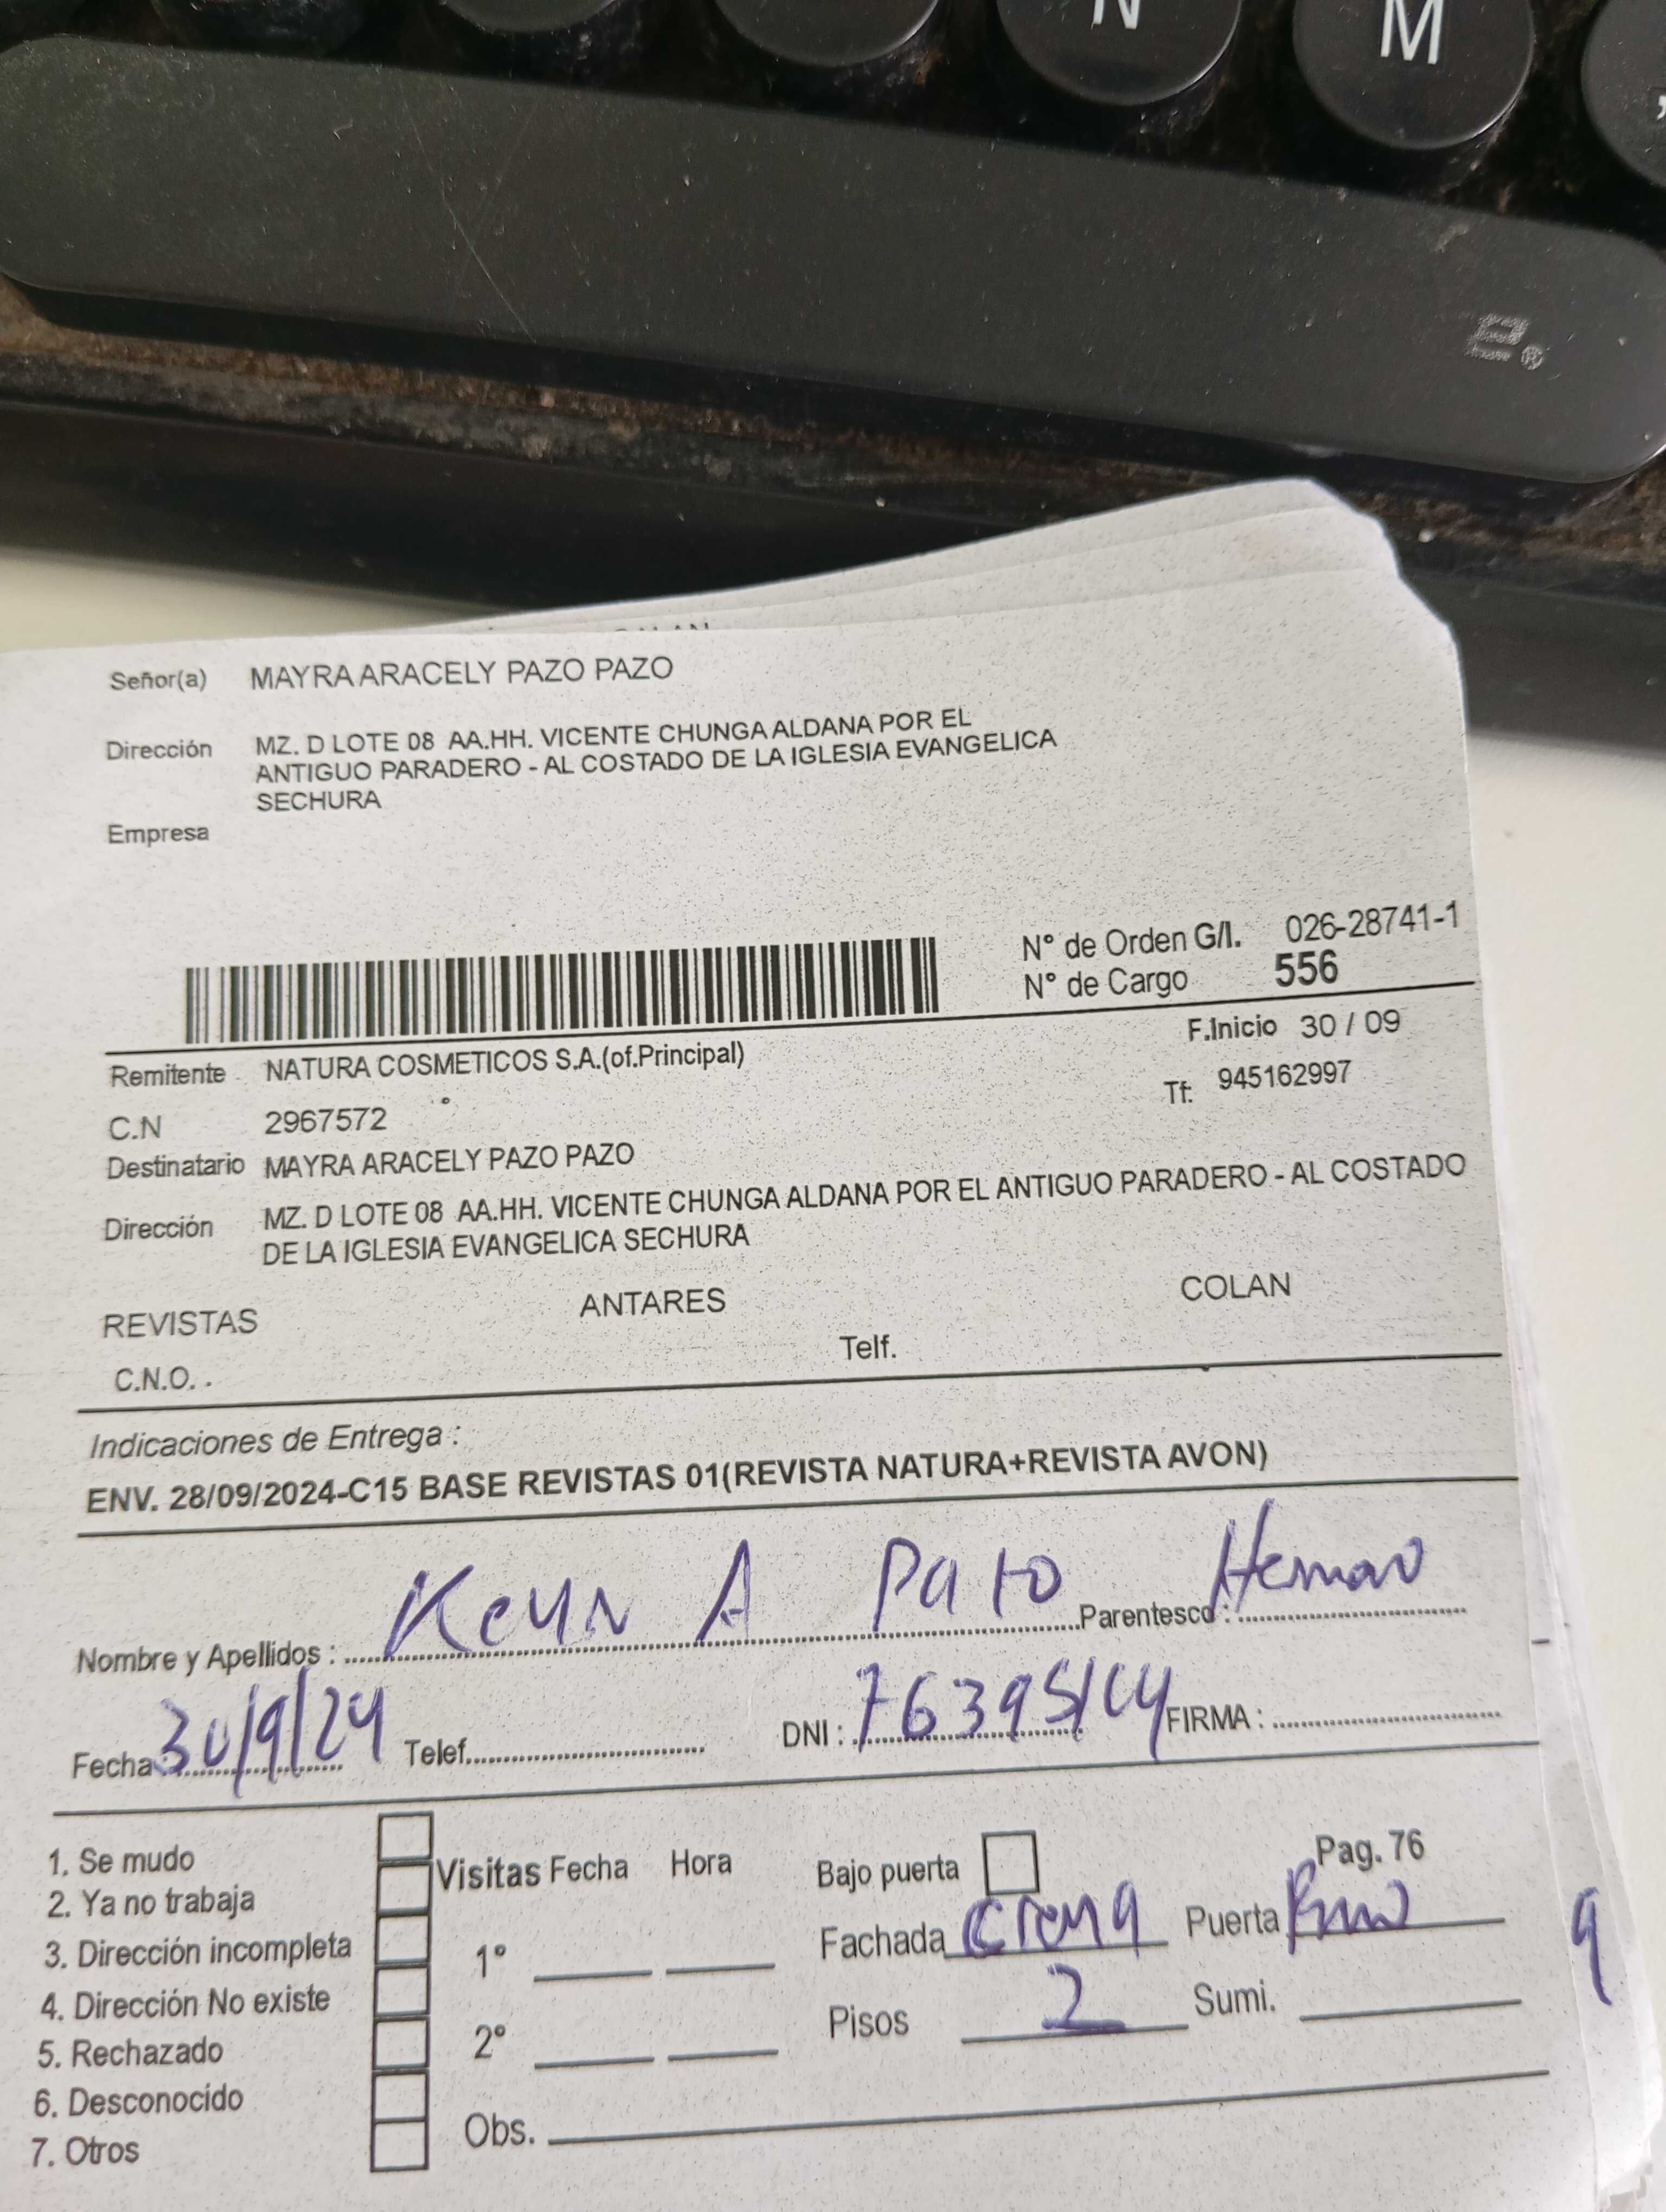 N
M
,
Señor(a) MAYRA ARACELY PAZO PAZO
Dirección MZ. D LOTE 08 AA.HH. VICENTE CHUNGA ALDANA POR EL
ANTIGUO PARADERO - AL COSTADO DE LA IGLESIA EVANGELICA
SECHURA
Empresa
N° de Orden G/I. 026-28741-1
N° de Cargo 556
F.Inicio 30 / 09
Remitente NATURA COSMETICOS S.A.(of.Principal)
Tf: 945162997
C.N 2967572
Destinatario MAYRA ARACELY PAZO PAZO
Dirección MZ. D LOTE 08 AA.HH. VICENTE CHUNGA ALDANA POR EL ANTIGUO PARADERO - AL COSTADO
DE LA IGLESIA EVANGELICA SECHURA
REVISTAS ANTARES COLAN
C.N.O. . Telf.
Indicaciones de Entrega :
ENV. 28/09/2024-C15 BASE REVISTAS 01(REVISTA NATURA+REVISTA AVON)
Nombre y Apellidos : A Pazo Parentesco :
Fecha : 30/9/24 Telef. DNI : FIRMA :
1. Se mudo
2. Ya no trabaja
3. Dirección incompleta
4. Dirección No existe
5. Rechazado
6. Desconocido
7. Otros
Visitas Fecha Hora
1°
2°
Obs.
Bajo puerta Pag. 76
Fachada Crema Puerta
Pisos 2 Sumi.
9